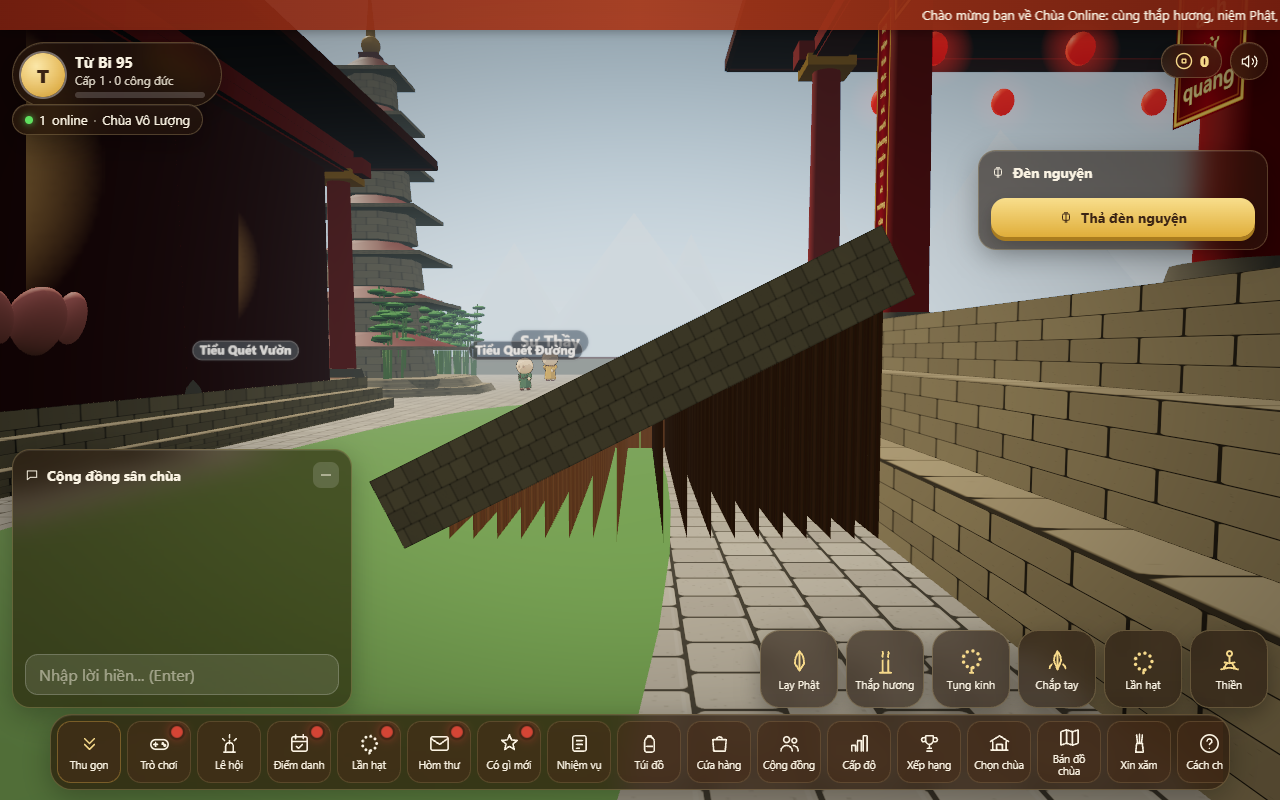 Chào mừng bạn về Chùa Online: cùng thắp hương, niệm Phật,
T
Từ Bi 95
Cấp 1 · 0 công đức
1 online · Chùa Vô Lượng
0
quang
Đèn nguyện
Thả đèn nguyện
Tiểu Quét Vườn
Sư Thầy
Tiểu Quét Đường
Cộng đồng sân chùa
Nhập lời hiền... (Enter)
Lạy Phật
Thắp hương
Tụng kinh
Chắp tay
Lần hạt
Thiền
Thu gọn
Trò chơi
Lễ hội
Điểm danh
Lần hạt
Hòm thư
Có gì mới
Nhiệm vụ
Túi đồ
Cửa hàng
Cộng đồng
Cấp độ
Xếp hạng
Chọn chùa
Bản đồ
chùa
Xin xăm
Cách ch